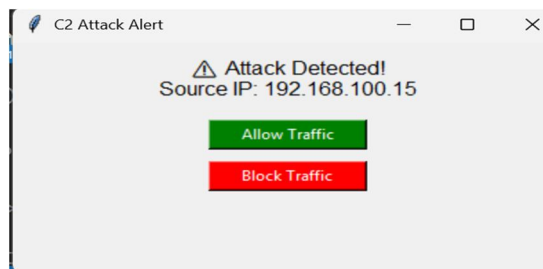 C2 Attack Alert
⚠ Attack Detected!
Source IP: 192.168.100.15
Allow Traffic
Block Traffic